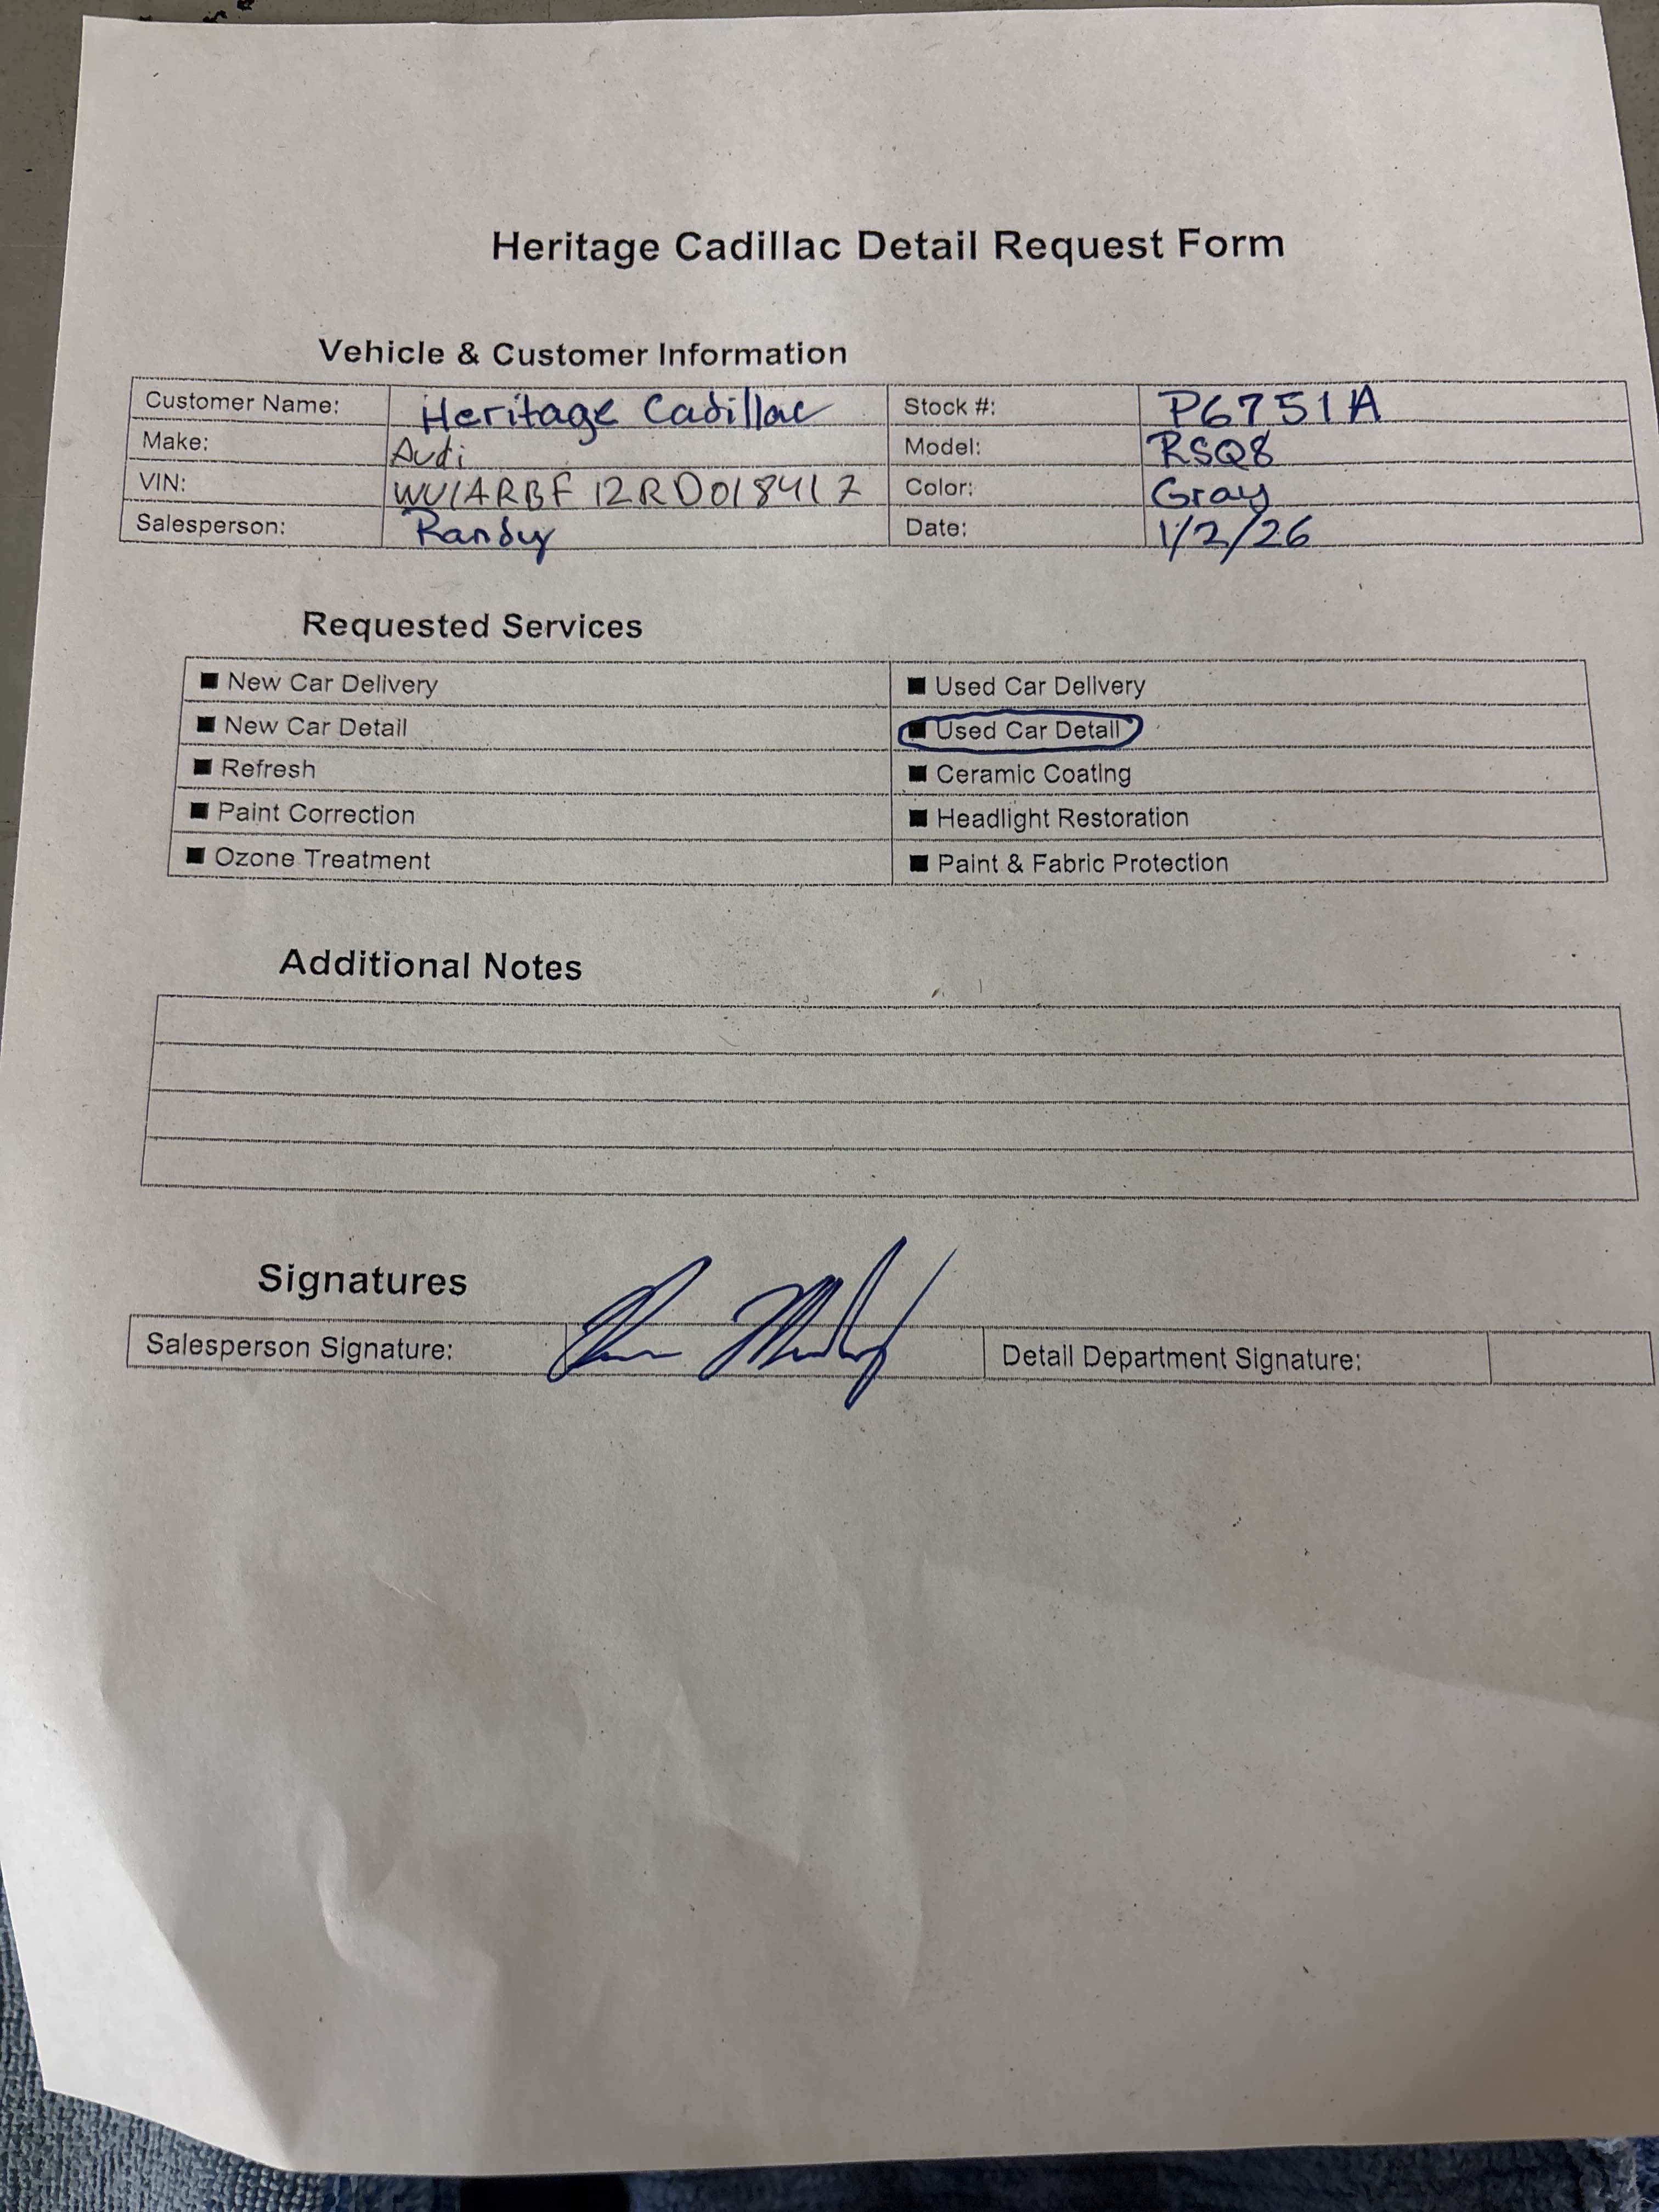 Heritage Cadillac Detail Request Form
Vehicle & Customer Information
Customer Name: Heritage Cadillac Stock #: P6751A
Make: Audi Model: RSQ8
VIN: WU1ARBF12RD018417 Color: Gray
Salesperson: Randy Date: 1/2/26
Requested Services
■ New Car Delivery ■ Used Car Delivery
■ New Car Detail ■ Used Car Detail
■ Refresh ■ Ceramic Coating
■ Paint Correction ■ Headlight Restoration
■ Ozone Treatment ■ Paint & Fabric Protection
Additional Notes
Signatures
Salesperson Signature: Detail Department Signature: